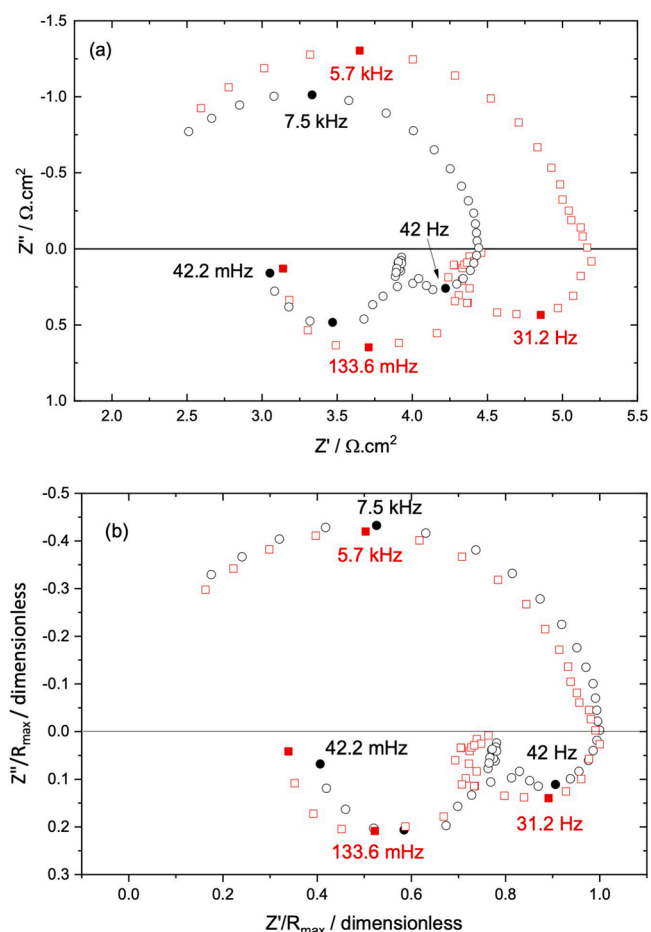 (a)
-1.5
-1.0
-0.5
0.0
0.5
1.0
Z" / Ω.cm²
5.7 kHz
7.5 kHz
42 Hz
42.2 mHz
31.2 Hz
133.6 mHz
2.0 2.5 3.0 3.5 4.0 4.5 5.0 5.5
Z' / Ω.cm²
(b)
-0.5
-0.4
-0.3
-0.2
-0.1
0.0
0.1
0.2
0.3
Z"/Rmax / dimensionless
7.5 kHz
5.7 kHz
42.2 mHz
42 Hz
31.2 Hz
133.6 mHz
0.0 0.2 0.4 0.6 0.8 1.0
Z'/Rmax / dimensionless